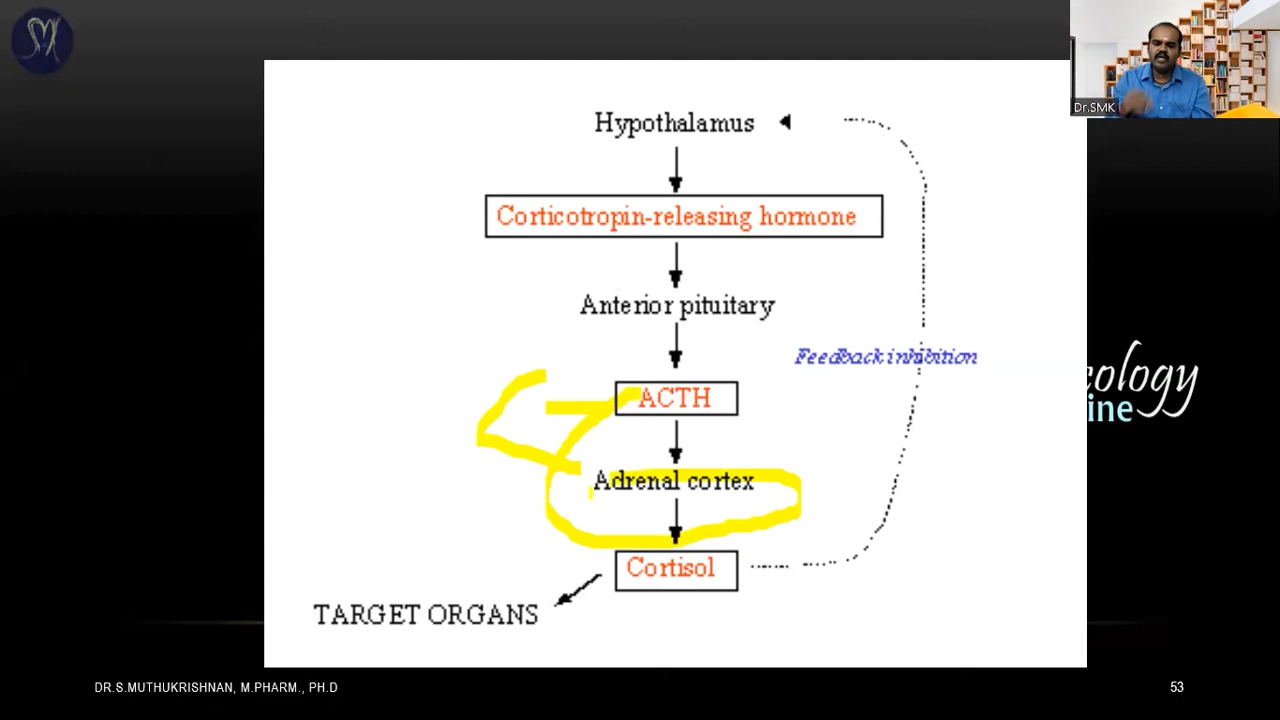 SM
Dr.SMK
Hypothalamus
Corticotropin-releasing hormone
Anterior pituitary
Feedback inhibition
ACTH
cology
ine
Adrenal cortex
Cortisol
TARGET ORGANS
DR.S.MUTHUKRISHNAN, M.PHARM., PH.D
53